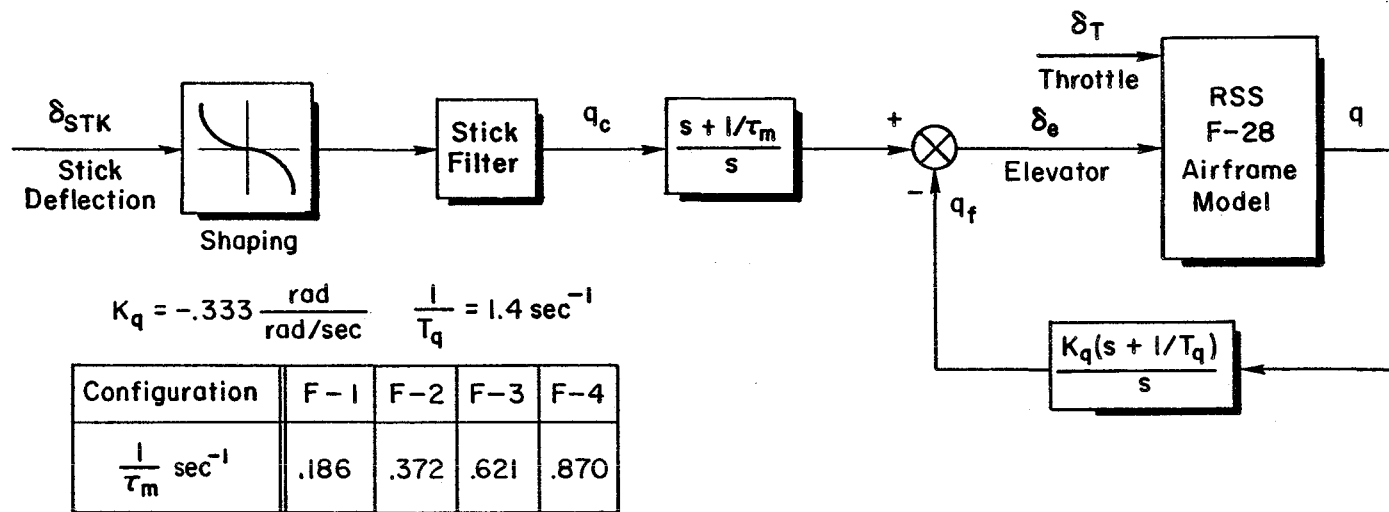 δ_STK
Stick
Deflection
Shaping
Stick
Filter
q_c
s + 1/τ_m
s
+
−
δ_T
Throttle
δ_e
Elevator
RSS
F-28
Airframe
Model
q
q_f
K_q(s + 1/T_q)
s
K_q = -.333 rad
rad/sec
1
T_q = 1.4 sec⁻¹
Configuration F-1 F-2 F-3 F-4
1
τ_m sec⁻¹ .186 .372 .621 .870